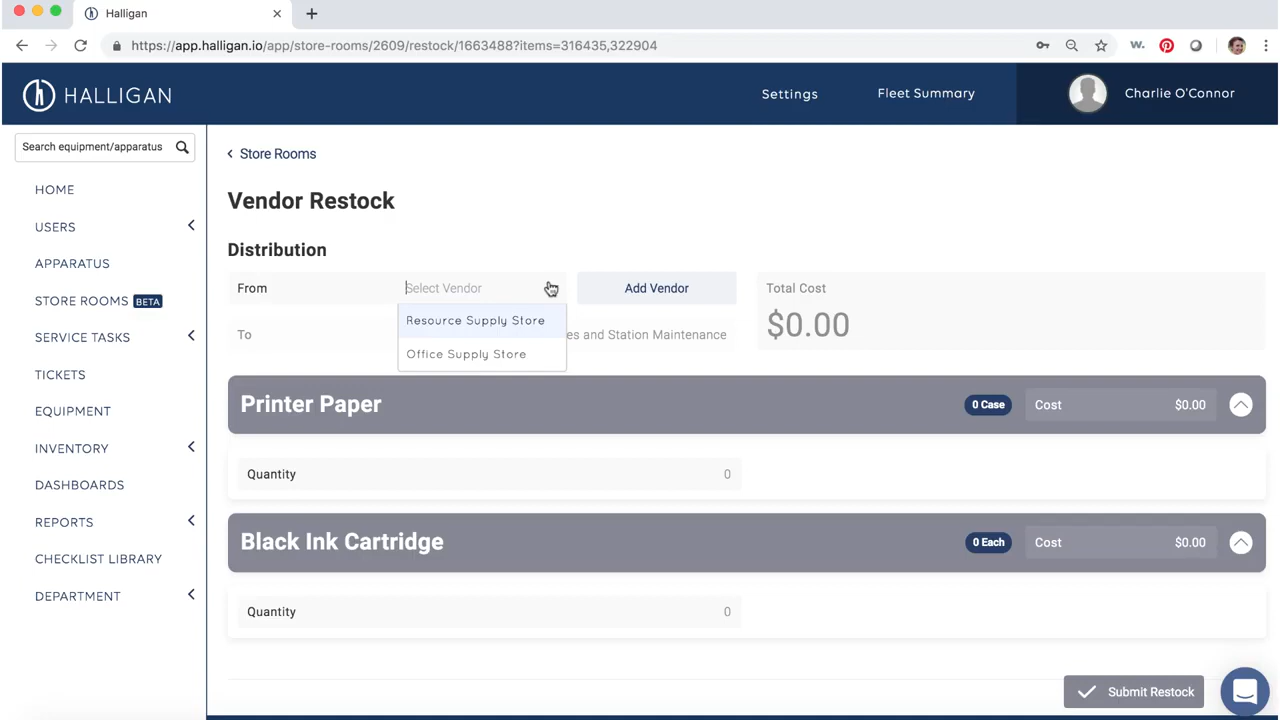 Halligan
https://app.halligan.io/app/store-rooms/2609/restock/1663488?items=316435,322904
W.
HALLIGAN
Settings
Fleet Summary
Charlie O'Connor
Search equipment/apparatus
HOME
USERS
APPARATUS
STORE ROOMS BETA
SERVICE TASKS
TICKETS
EQUIPMENT
INVENTORY
DASHBOARDS
REPORTS
CHECKLIST LIBRARY
DEPARTMENT
Store Rooms
Vendor Restock
Distribution
From
Select Vendor
Add Vendor
Resource Supply Store
Office Supply Store
To
es and Station Maintenance
Total Cost
$0.00
Printer Paper
0 Case
Cost
$0.00
Quantity
0
Black Ink Cartridge
0 Each
Cost
$0.00
Quantity
0
Submit Restock